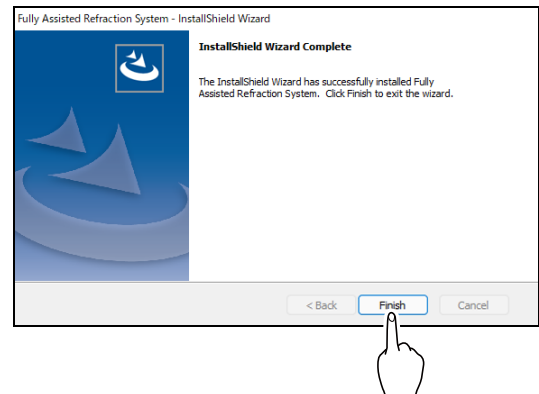 Fully Assisted Refraction System - InstallShield Wizard
InstallShield Wizard Complete
The InstallShield Wizard has successfully installed Fully
Assisted Refraction System. Click Finish to exit the wizard.
< Back Finish Cancel